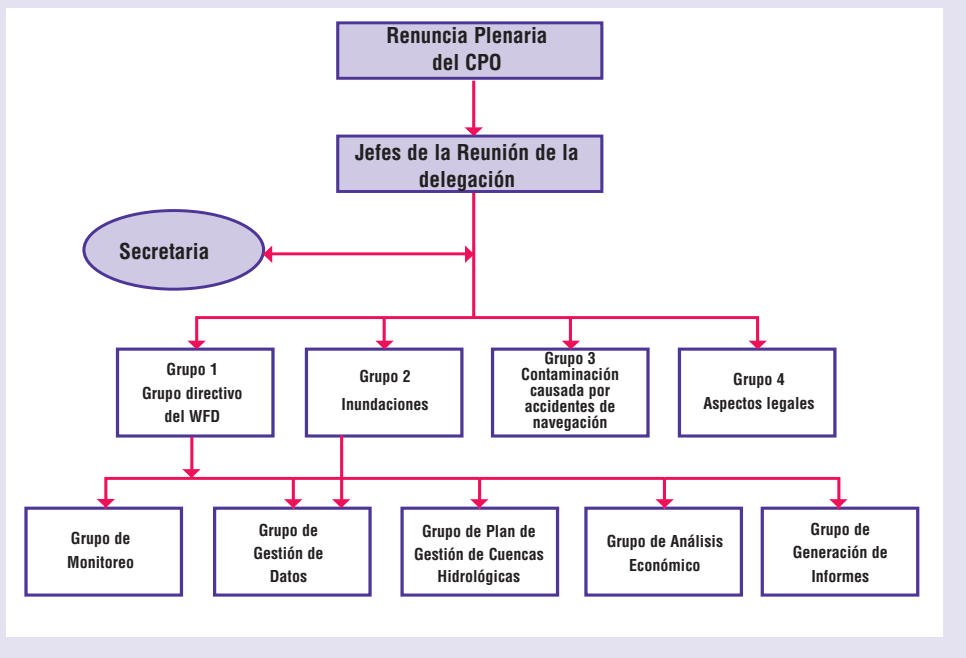 Renuncia Plenaria
del CPO
Jefes de la Reunión de la
delegación
Secretaria
Grupo 1
Grupo directivo
del WFD
Grupo 2
Inundaciones
Grupo 3
Contaminación
causada por
accidentes de
navegación
Grupo 4
Aspectos legales
Grupo de
Monitoreo
Grupo de
Gestión de
Datos
Grupo de Plan de
Gestión de Cuencas
Hidrológicas
Grupo de Análisis
Económico
Grupo de
Generación de
Informes